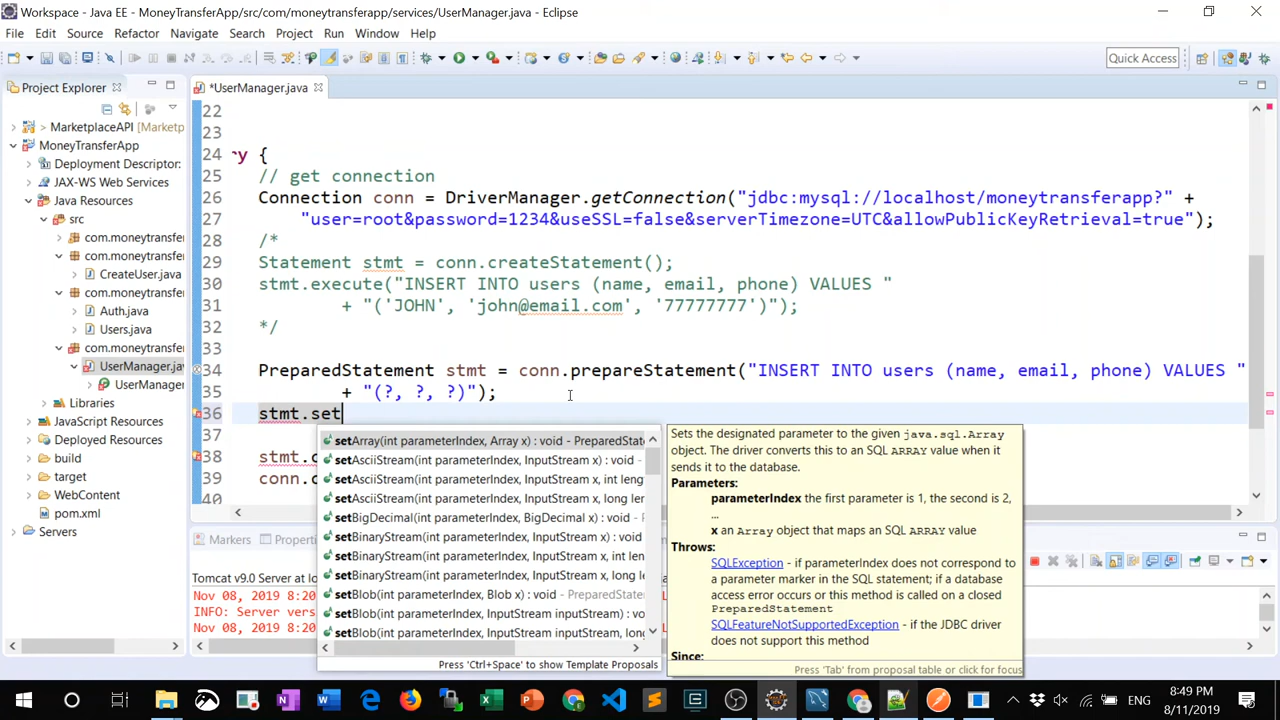 Workspace - Java EE - MoneyTransferApp/src/com/moneytransferapp/services/UserManager.java - Eclipse
File Edit Source Refactor Navigate Search Project Run Window Help
Quick Access
Project Explorer
*UserManager.java
> MarketplaceAPI [Marketp
MoneyTransferApp
Deployment Descriptor:
JAX-WS Web Services
Java Resources
src
com.moneytransfer
com.moneytransfer
CreateUser.java
com.moneytransfer
Auth.java
Users.java
com.moneytransfer
UserManager.jav
UserManager
Libraries
JavaScript Resources
Deployed Resources
build
target
WebContent
pom.xml
Servers
22
23
24 ry {
25 // get connection
26 Connection conn = DriverManager.getConnection("jdbc:mysql://localhost/moneytransferapp?" +
27 "user=root&password=1234&useSSL=false&serverTimezone=UTC&allowPublicKeyRetrieval=true");
28 /*
29 Statement stmt = conn.createStatement();
30 stmt.execute("INSERT INTO users (name, email, phone) VALUES "
31 + "('JOHN', 'john@email.com', '77777777')");
32 */
33
34 PreparedStatement stmt = conn.prepareStatement("INSERT INTO users (name, email, phone) VALUES "
35 + "(?, ?, ?)");
36 stmt.set
37
38 stmt.c
39 conn.c
40
setArray(int parameterIndex, Array x) : void - PreparedState
setAsciiStream(int parameterIndex, InputStream x) : void -
setAsciiStream(int parameterIndex, InputStream x, int leng
setAsciiStream(int parameterIndex, InputStream x, long len
setBigDecimal(int parameterIndex, BigDecimal x) : void -
setBinaryStream(int parameterIndex, InputStream x) : void
setBinaryStream(int parameterIndex, InputStream x, int len
setBinaryStream(int parameterIndex, InputStream x, long le
setBlob(int parameterIndex, Blob x) : void - PreparedStatem
setBlob(int parameterIndex, InputStream inputStream) : vo
setBlob(int parameterIndex, InputStream inputStream, long
Press 'Ctrl+Space' to show Template Proposals
Sets the designated parameter to the given java.sql.Array
object. The driver converts this to an SQL ARRAY value when it
sends it to the database.
Parameters:
parameterIndex the first parameter is 1, the second is 2,
...
x an Array object that maps an SQL ARRAY value
Throws:
SQLException - if parameterIndex does not correspond to
a parameter marker in the SQL statement; if a database
access error occurs or this method is called on a closed
PreparedStatement
SQLFeatureNotSupportedException - if the JDBC driver
does not support this method
Since:
Press 'Tab' from proposal table or click for focus
Markers Properti
Tomcat v9.0 Server at lo
Nov 08, 2019 8:20
INFO: Server vers
Nov 08, 2019 8:20
ENG
8:49 PM
8/11/2019